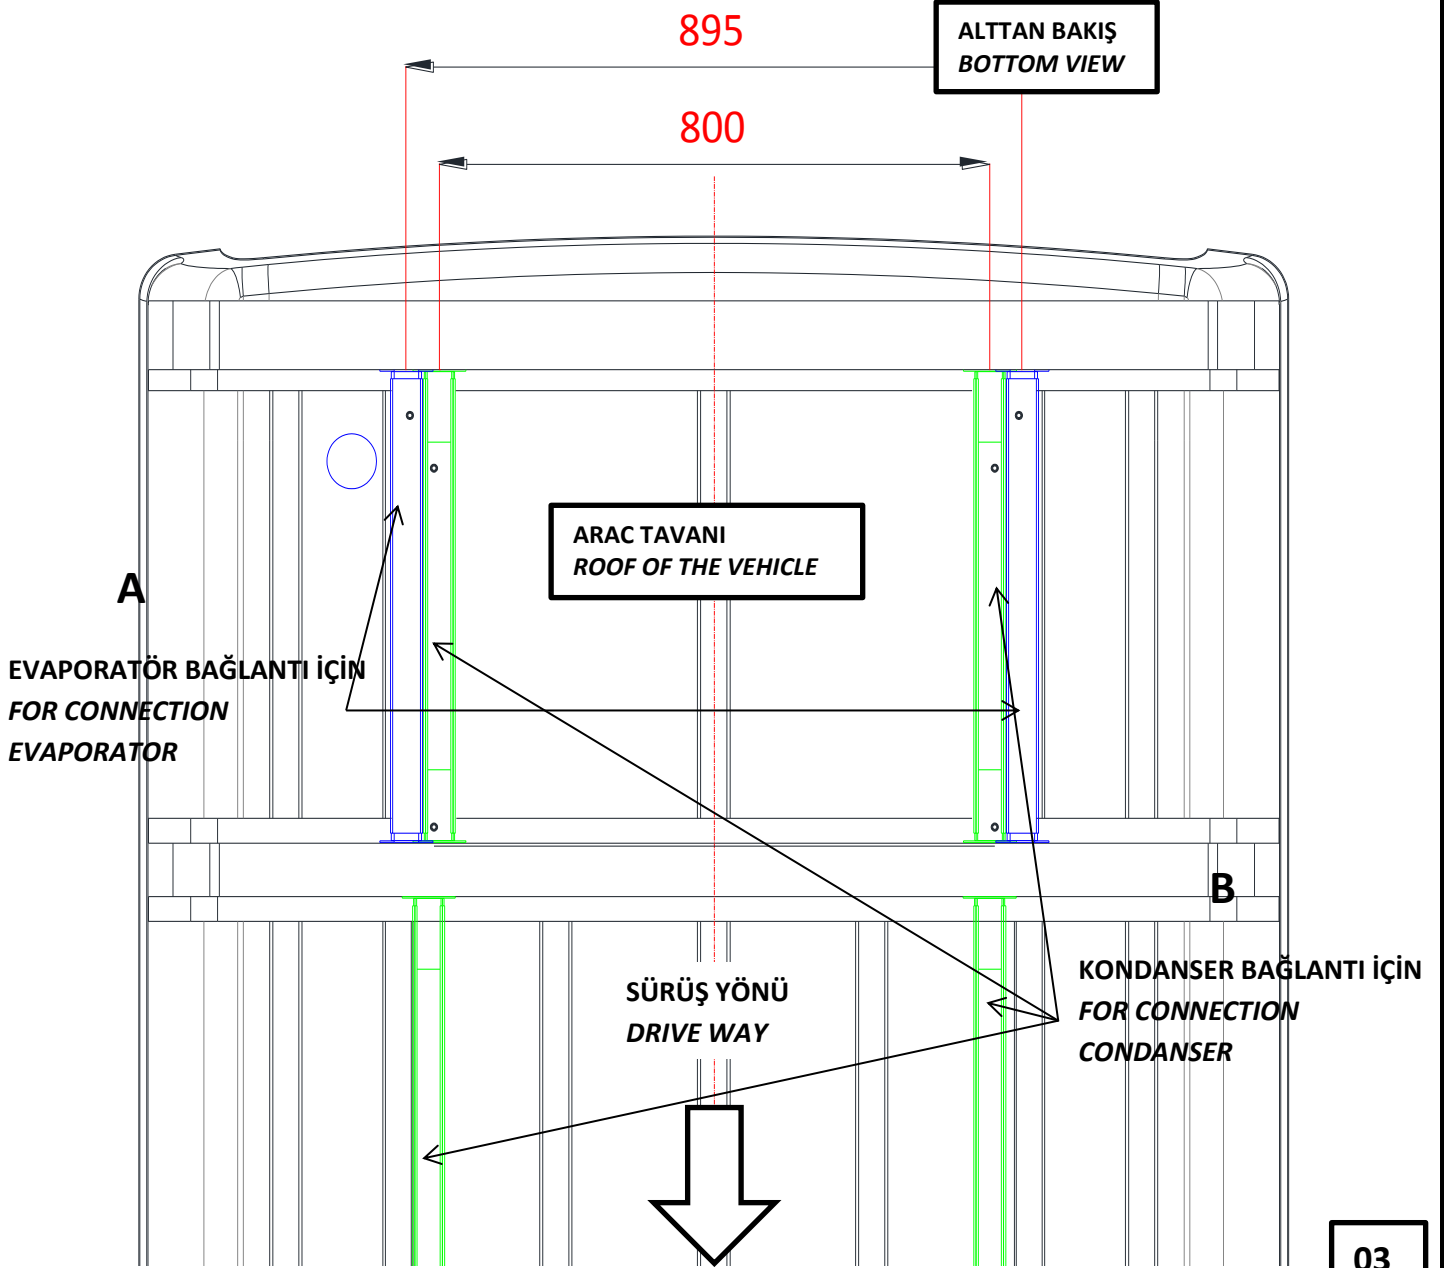 895
ALTTAN BAKIŞ
BOTTOM VIEW
800
ARAC TAVANI
ROOF OF THE VEHICLE
A
EVAPORATÖR BAĞLANTI İÇİN
FOR CONNECTION
EVAPORATOR
B
SÜRÜŞ YÖNÜ
DRIVE WAY
KONDANSER BAĞLANTI İÇİN
FOR CONNECTION
CONDANSER
03